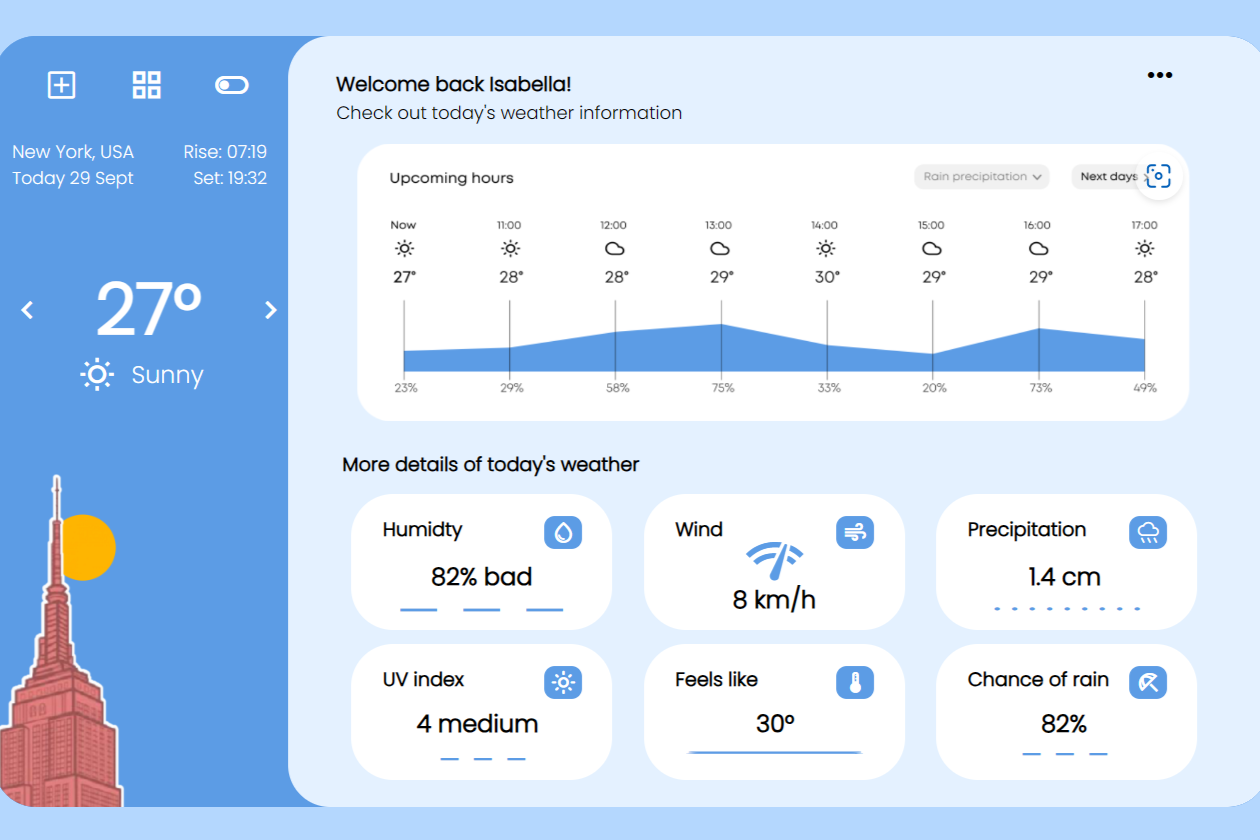 New York, USA
Rise: 07:19
Today 29 Sept
Set: 19:32
27º
Sunny
Welcome back Isabella!
Check out today's weather information
Upcoming hours
Rain precipitation
Next days
Now 11:00 12:00 13:00 14:00 15:00 16:00 17:00
27° 28° 28° 29° 30° 29° 29° 28°
23% 29% 58% 75% 33% 20% 73% 49%
More details of today's weather
Humidty
82% bad
Wind
8 km/h
Precipitation
1.4 cm
UV index
4 medium
Feels like
30º
Chance of rain
82%